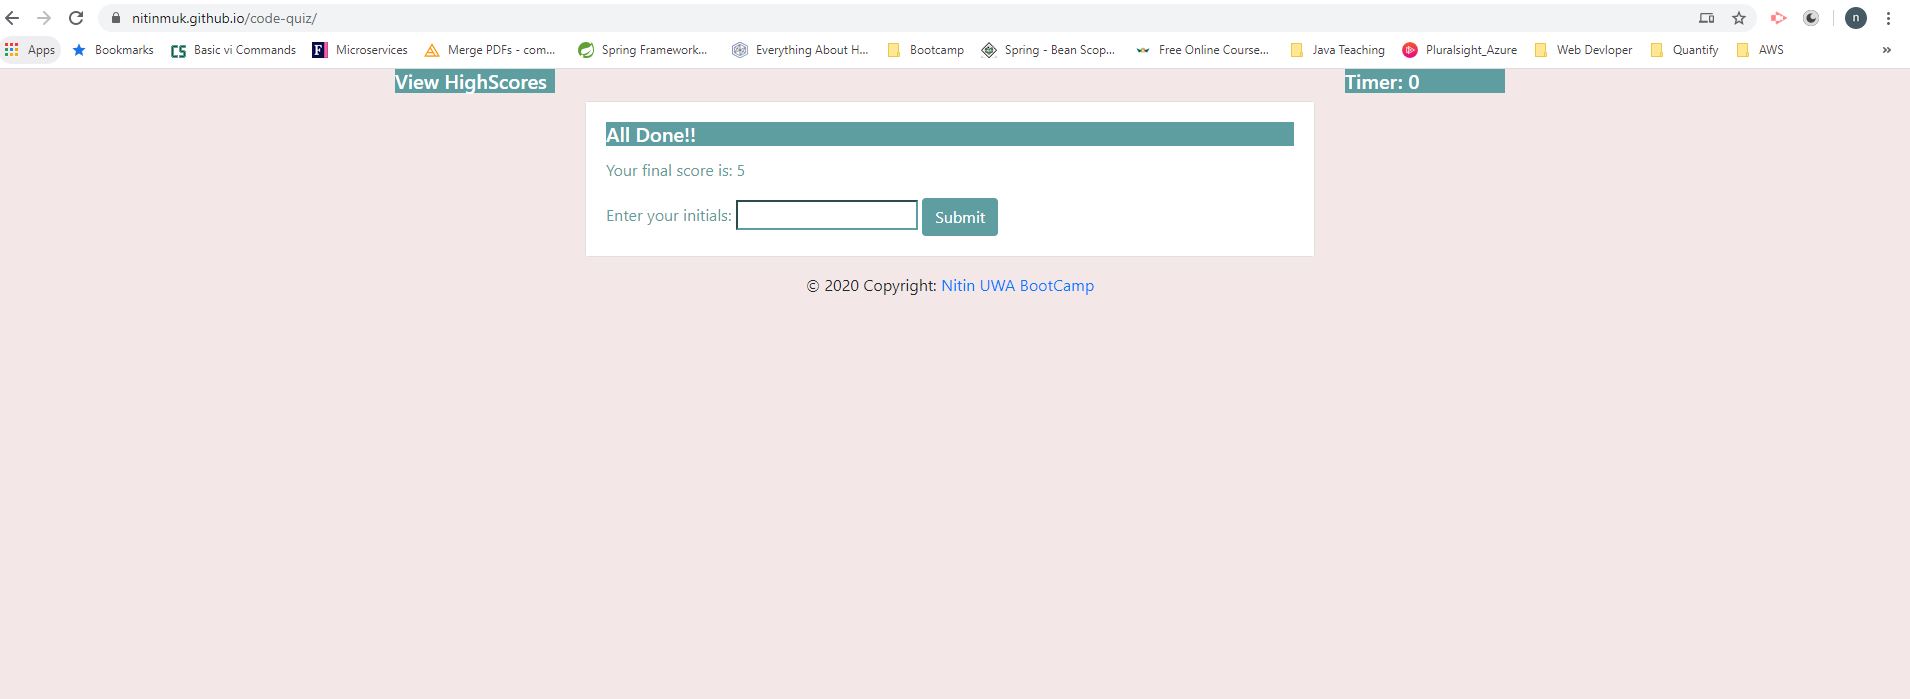 nitinmuk.github.io/code-quiz/
n
Apps Bookmarks Basic vi Commands Microservices Merge PDFs - com... Spring Framework... Everything About H... Bootcamp Spring - Bean Scop... Free Online Course... Java Teaching Pluralsight_Azure Web Devloper Quantify AWS »
View HighScores Timer: 0
All Done!!
Your final score is: 5
Enter your initials: Submit
© 2020 Copyright: Nitin UWA BootCamp